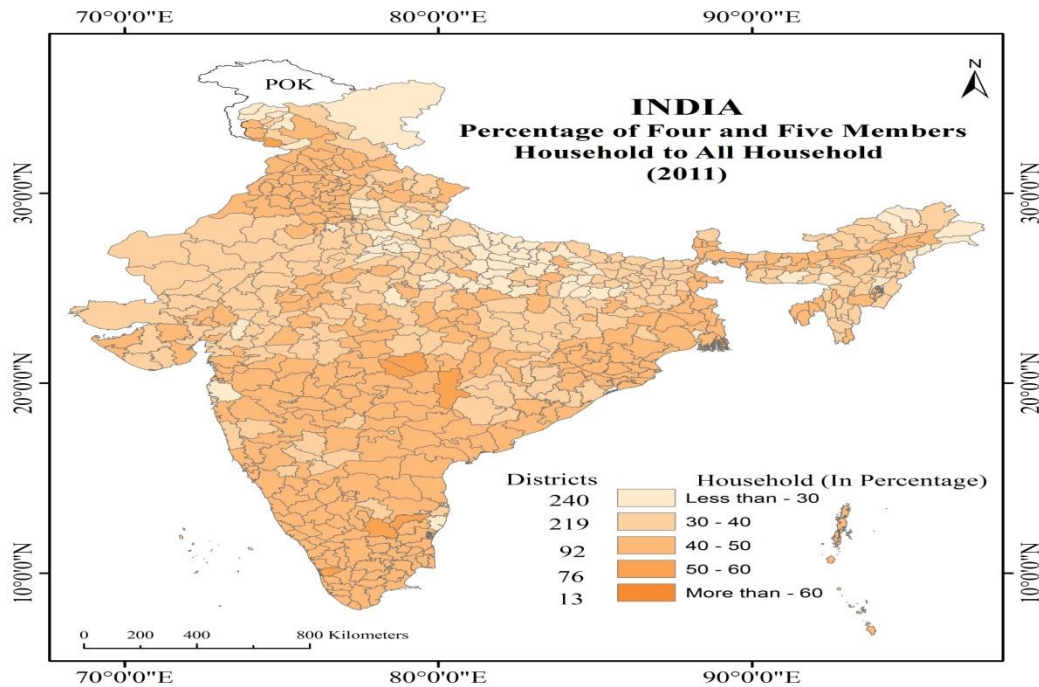 70°0'0"E 80°0'0"E 90°0'0"E
N
POK
INDIA
Percentage of Four and Five Members
Household to All Household
(2011)
30°0'0"N 30°0'0"N
20°0'0"N 20°0'0"N
10°0'0"N 10°0'0"N
Districts Household (In Percentage)
240 Less than - 30
219 30 - 40
92 40 - 50
76 50 - 60
13 More than - 60
0 200 400 800 Kilometers
70°0'0"E 80°0'0"E 90°0'0"E